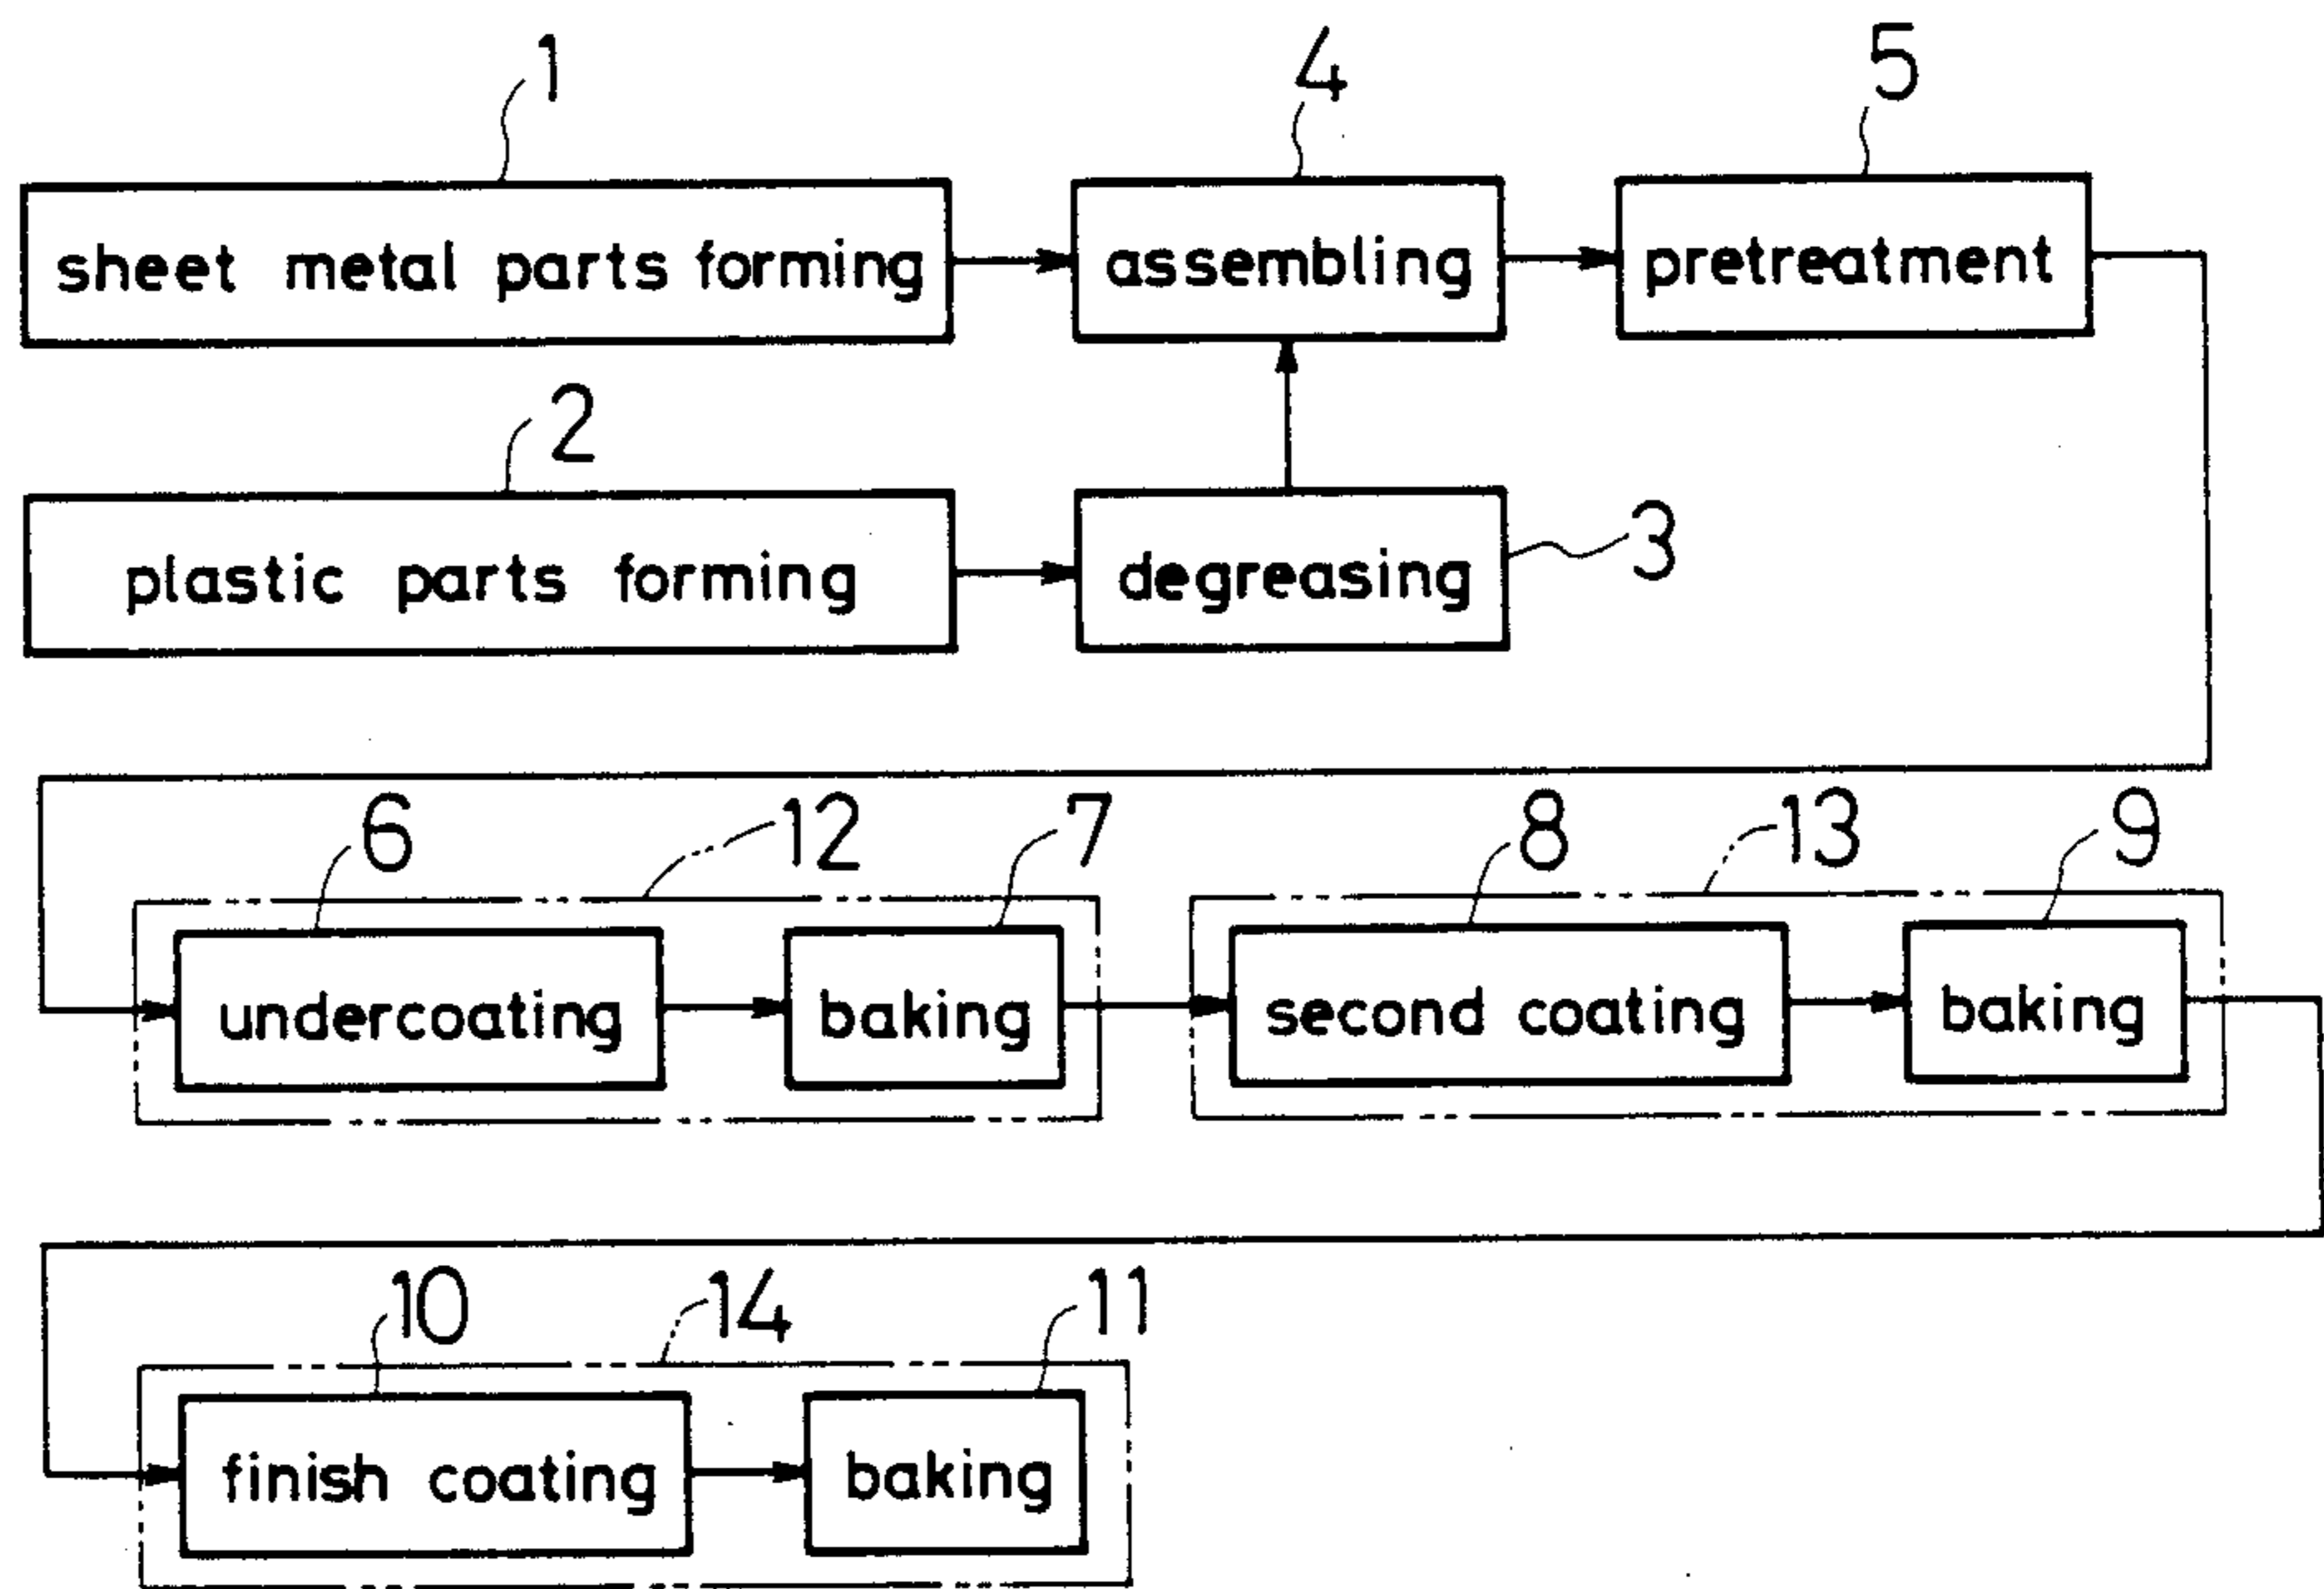 1 4 5
sheet metal parts forming assembling pretreatment
2 3
plastic parts forming degreasing
6 12 7 8 13 9
undercoating baking second coating baking
10 14 11
finish coating baking